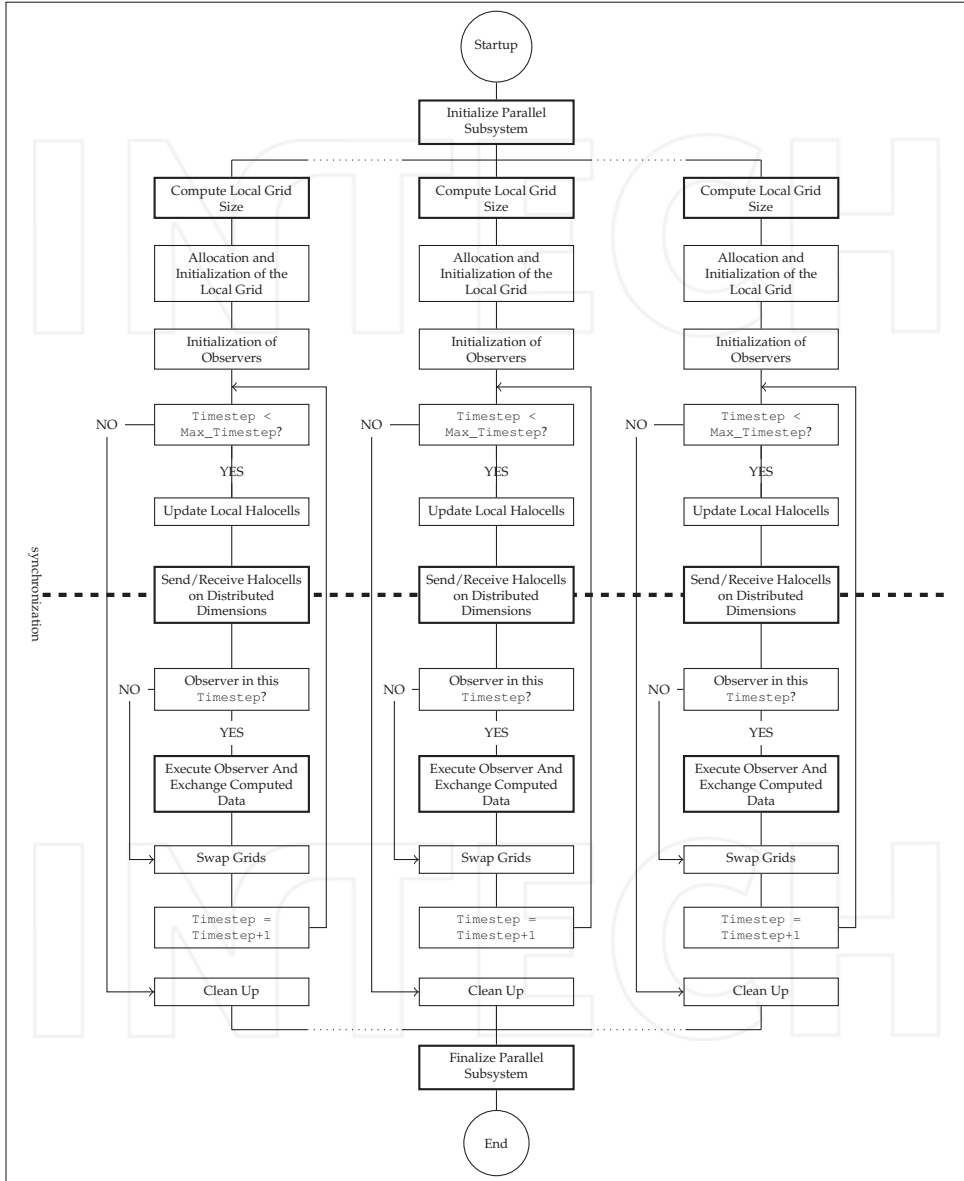 Startup
Initialize Parallel
Subsystem
Compute Local Grid
Size
Compute Local Grid
Size
Compute Local Grid
Size
Allocation and
Initialization of the
Local Grid
Allocation and
Initialization of the
Local Grid
Allocation and
Initialization of the
Local Grid
Initialization of
Observers
Initialization of
Observers
Initialization of
Observers
NO
Timestep <
Max_Timestep?
NO
Timestep <
Max_Timestep?
NO
Timestep <
Max_Timestep?
YES
YES
YES
Update Local Halocells
Update Local Halocells
Update Local Halocells
synchronization
Send/Receive Halocells
on Distributed
Dimensions
Send/Receive Halocells
on Distributed
Dimensions
Send/Receive Halocells
on Distributed
Dimensions
NO
Observer in this
Timestep?
NO
Observer in this
Timestep?
NO
Observer in this
Timestep?
YES
YES
YES
Execute Observer And
Exchange Computed
Data
Execute Observer And
Exchange Computed
Data
Execute Observer And
Exchange Computed
Data
Swap Grids
Swap Grids
Swap Grids
Timestep =
Timestep+1
Timestep =
Timestep+1
Timestep =
Timestep+1
Clean Up
Clean Up
Clean Up
Finalize Parallel
Subsystem
End
INTECH
INTECH